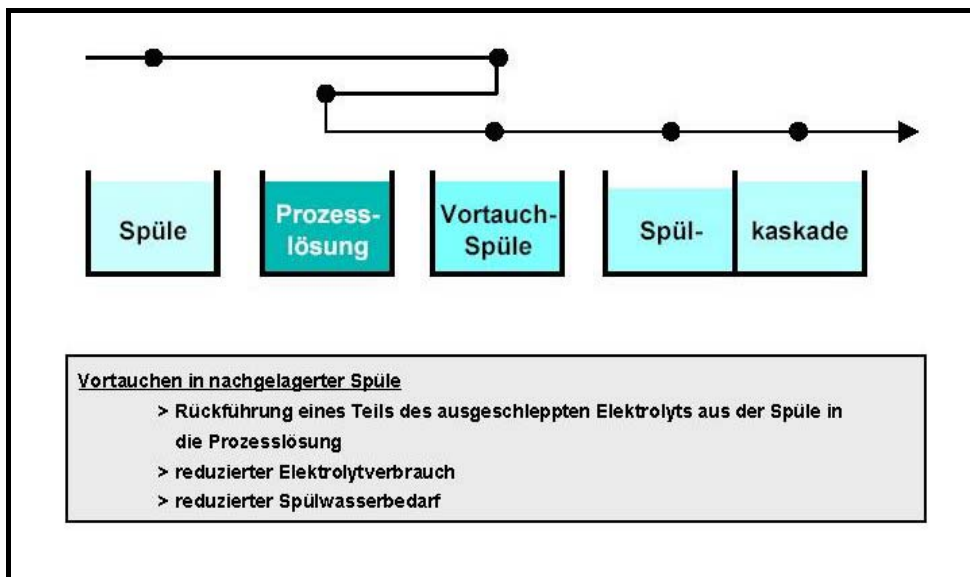 Spüle
Prozess-
lösung
Vortauch-
Spüle
Spül-
kaskade
Vortauchen in nachgelagerter Spüle
> Rückführung eines Teils des ausgeschleppten Elektrolyts aus der Spüle in
die Prozesslösung
> reduzierter Elektrolytverbrauch
> reduzierter Spülwasserbedarf